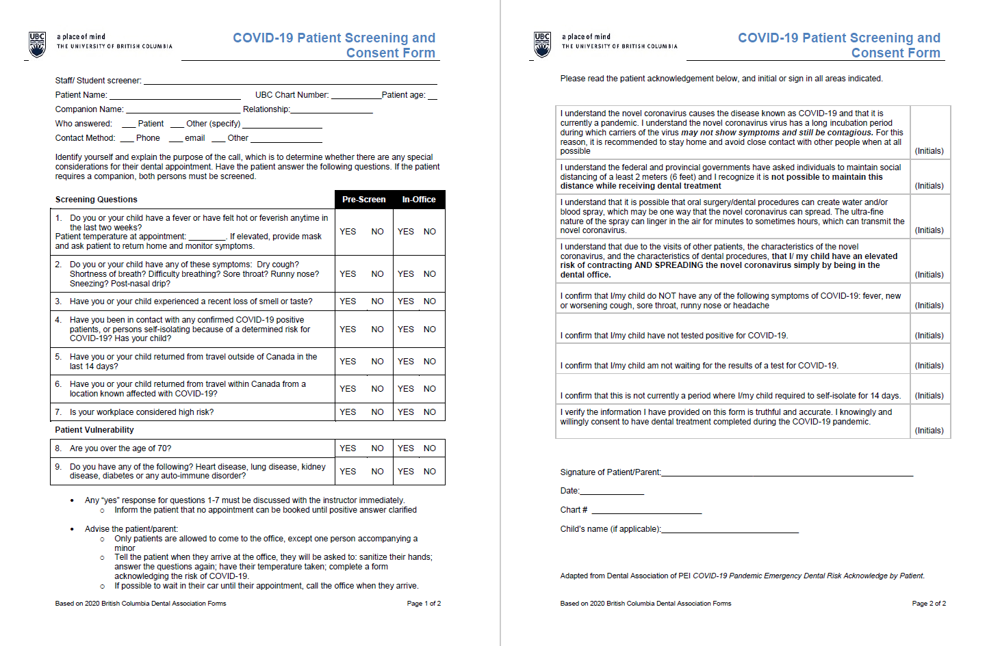 UBC
a place of mind
THE UNIVERSITY OF BRITISH COLUMBIA
COVID-19 Patient Screening and
Consent Form
Staff/ Student screener: ____
Patient Name: ____ UBC Chart Number: ____Patient age: __
Companion Name: ____ Relationship:____
Who answered: ___ Patient ___ Other (specify) ____
Contact Method: ___ Phone ___ email ___ Other ____
Identify yourself and explain the purpose of the call, which is to determine whether there are any special
considerations for their dental appointment. Have the patient answer the following questions. If the patient
requires a companion, both persons must be screened.
Screening Questions Pre-Screen In-Office
1. Do you or your child have a fever or have felt hot or feverish anytime in
the last two weeks?
Patient temperature at appointment: ________. If elevated, provide mask
and ask patient to return home and monitor symptoms.
YES NO YES NO
2. Do you or your child have any of these symptoms: Dry cough?
Shortness of breath? Difficulty breathing? Sore throat? Runny nose?
Sneezing? Post-nasal drip?
YES NO YES NO
3. Have you or your child experienced a recent loss of smell or taste? YES NO YES NO
4. Have you been in contact with any confirmed COVID-19 positive
patients, or persons self-isolating because of a determined risk for
COVID-19? Has your child?
YES NO YES NO
5. Have you or your child returned from travel outside of Canada in the
last 14 days?
YES NO YES NO
6. Have you or your child returned from travel within Canada from a
location known affected with COVID-19?
YES NO YES NO
7. Is your workplace considered high risk? YES NO YES NO
Patient Vulnerability
8. Are you over the age of 70? YES NO YES NO
9. Do you have any of the following? Heart disease, lung disease, kidney
disease, diabetes or any auto-immune disorder?
YES NO YES NO
• Any “yes” response for questions 1-7 must be discussed with the instructor immediately.
o Inform the patient that no appointment can be booked until positive answer clarified
• Advise the patient/parent:
o Only patients are allowed to come to the office, except one person accompanying a
minor
o Tell the patient when they arrive at the office, they will be asked to: sanitize their hands;
answer the questions again; have their temperature taken; complete a form
acknowledging the risk of COVID-19.
o If possible to wait in their car until their appointment, call the office when they arrive.
Based on 2020 British Columbia Dental Association Forms Page 1 of 2
UBC
a place of mind
THE UNIVERSITY OF BRITISH COLUMBIA
COVID-19 Patient Screening and
Consent Form
Please read the patient acknowledgement below, and initial or sign in all areas indicated.
I understand the novel coronavirus causes the disease known as COVID-19 and that it is
currently a pandemic. I understand the novel coronavirus virus has a long incubation period
during which carriers of the virus may not show symptoms and still be contagious. For this
reason, it is recommended to stay home and avoid close contact with other people when at all
possible (Initials)
I understand the federal and provincial governments have asked individuals to maintain social
distancing of a least 2 meters (6 feet) and I recognize it is not possible to maintain this
distance while receiving dental treatment (Initials)
I understand that it is possible that oral surgery/dental procedures can create water and/or
blood spray, which may be one way that the novel coronavirus can spread. The ultra-fine
nature of the spray can linger in the air for minutes to sometimes hours, which can transmit the
novel coronavirus. (Initials)
I understand that due to the visits of other patients, the characteristics of the novel
coronavirus, and the characteristics of dental procedures, that I/ my child have an elevated
risk of contracting AND SPREADING the novel coronavirus simply by being in the
dental office. (Initials)
I confirm that I/my child do NOT have any of the following symptoms of COVID-19: fever, new
or worsening cough, sore throat, runny nose or headache (Initials)
I confirm that I/my child have not tested positive for COVID-19. (Initials)
I confirm that I/my child am not waiting for the results of a test for COVID-19. (Initials)
I confirm that this is not currently a period where I/my child required to self-isolate for 14 days. (Initials)
I verify the information I have provided on this form is truthful and accurate. I knowingly and
willingly consent to have dental treatment completed during the COVID-19 pandemic.
(Initials)
Signature of Patient/Parent:____
Date:____
Chart # ____
Child’s name (if applicable):____
Adapted from Dental Association of PEI COVID-19 Pandemic Emergency Dental Risk Acknowledge by Patient.
Based on 2020 British Columbia Dental Association Forms Page 2 of 2